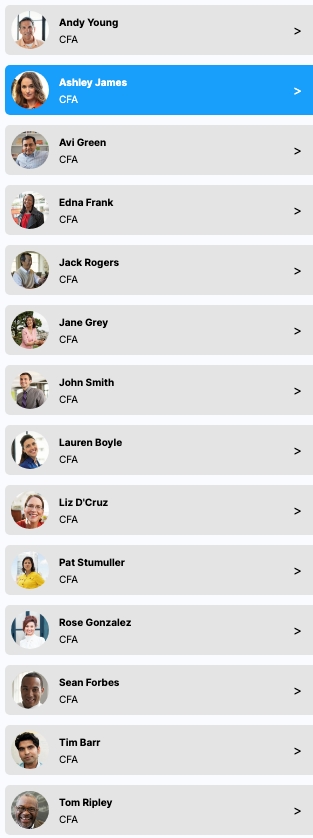 Andy Young
CFA
>
Ashley James
CFA
>
Avi Green
CFA
>
Edna Frank
CFA
>
Jack Rogers
CFA
>
Jane Grey
CFA
>
John Smith
CFA
>
Lauren Boyle
CFA
>
Liz D'Cruz
CFA
>
Pat Stumuller
CFA
>
Rose Gonzalez
CFA
>
Sean Forbes
CFA
>
Tim Barr
CFA
>
Tom Ripley
CFA
>